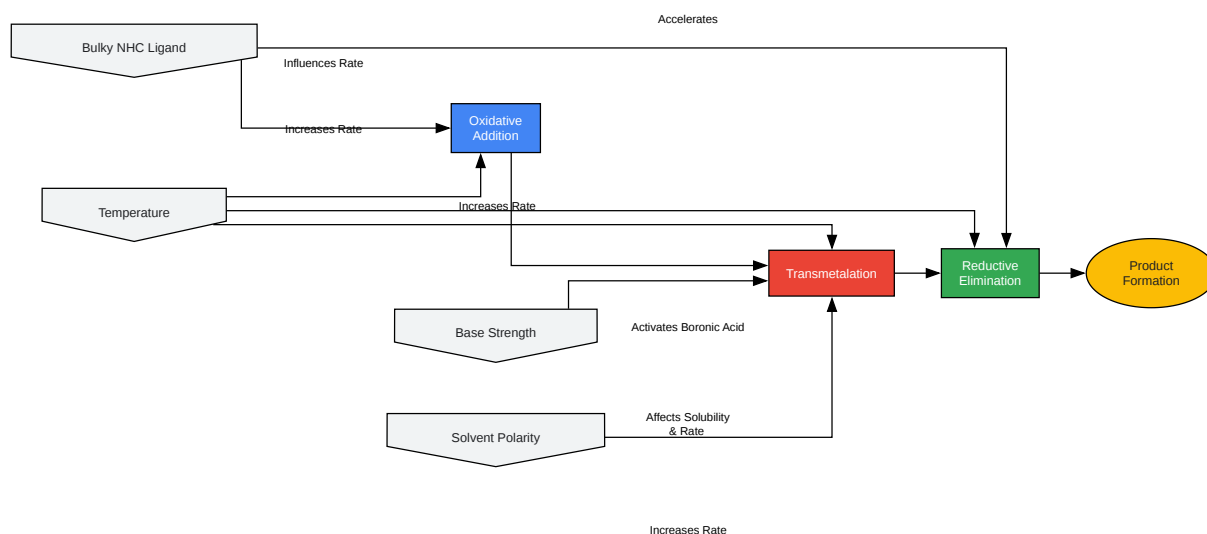 Accelerates
Bulky NHC Ligand
Influences Rate
Oxidative
Addition
Increases Rate
Temperature
Increases Rate
Transmetalation
Reductive
Elimination
Product
Formation
Base Strength
Activates Boronic Acid
Solvent Polarity
Affects Solubility
& Rate
Increases Rate